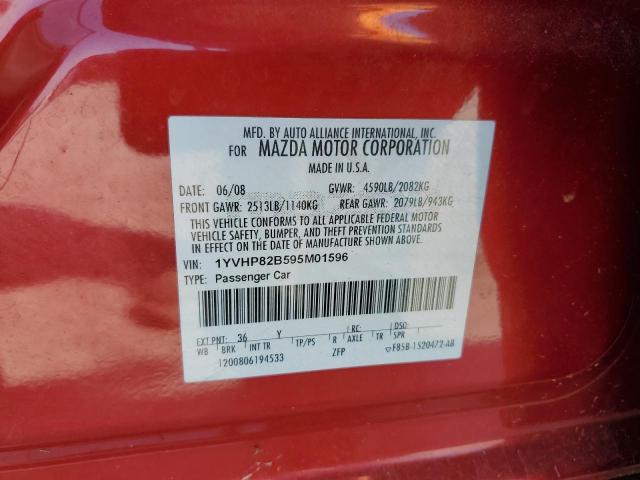 MFD. BY AUTO ALLIANCE INTERNATIONAL, INC.
FOR MAZDA MOTOR CORPORATION
MADE IN U.S.A.
DATE: 06/08 GVWR: 4590LB/2082KG
FRONT GAWR: 2513LB/1140KG REAR GAWR: 2079LB/943KG
THIS VEHICLE CONFORMS TO ALL APPLICABLE FEDERAL MOTOR
VEHICLE SAFETY, BUMPER, AND THEFT PREVENTION STANDARDS
IN EFFECT ON THE DATE OF MANUFACTURE SHOWN ABOVE.
VIN: 1YVHP82B595M01596
TYPE: Passenger Car
EXT PNT: 36 Y RC: DSO:
WB BRK INT TR TP/PS R AXLE TR SPR
1200806194533 ZFP F85B-1520472-AB